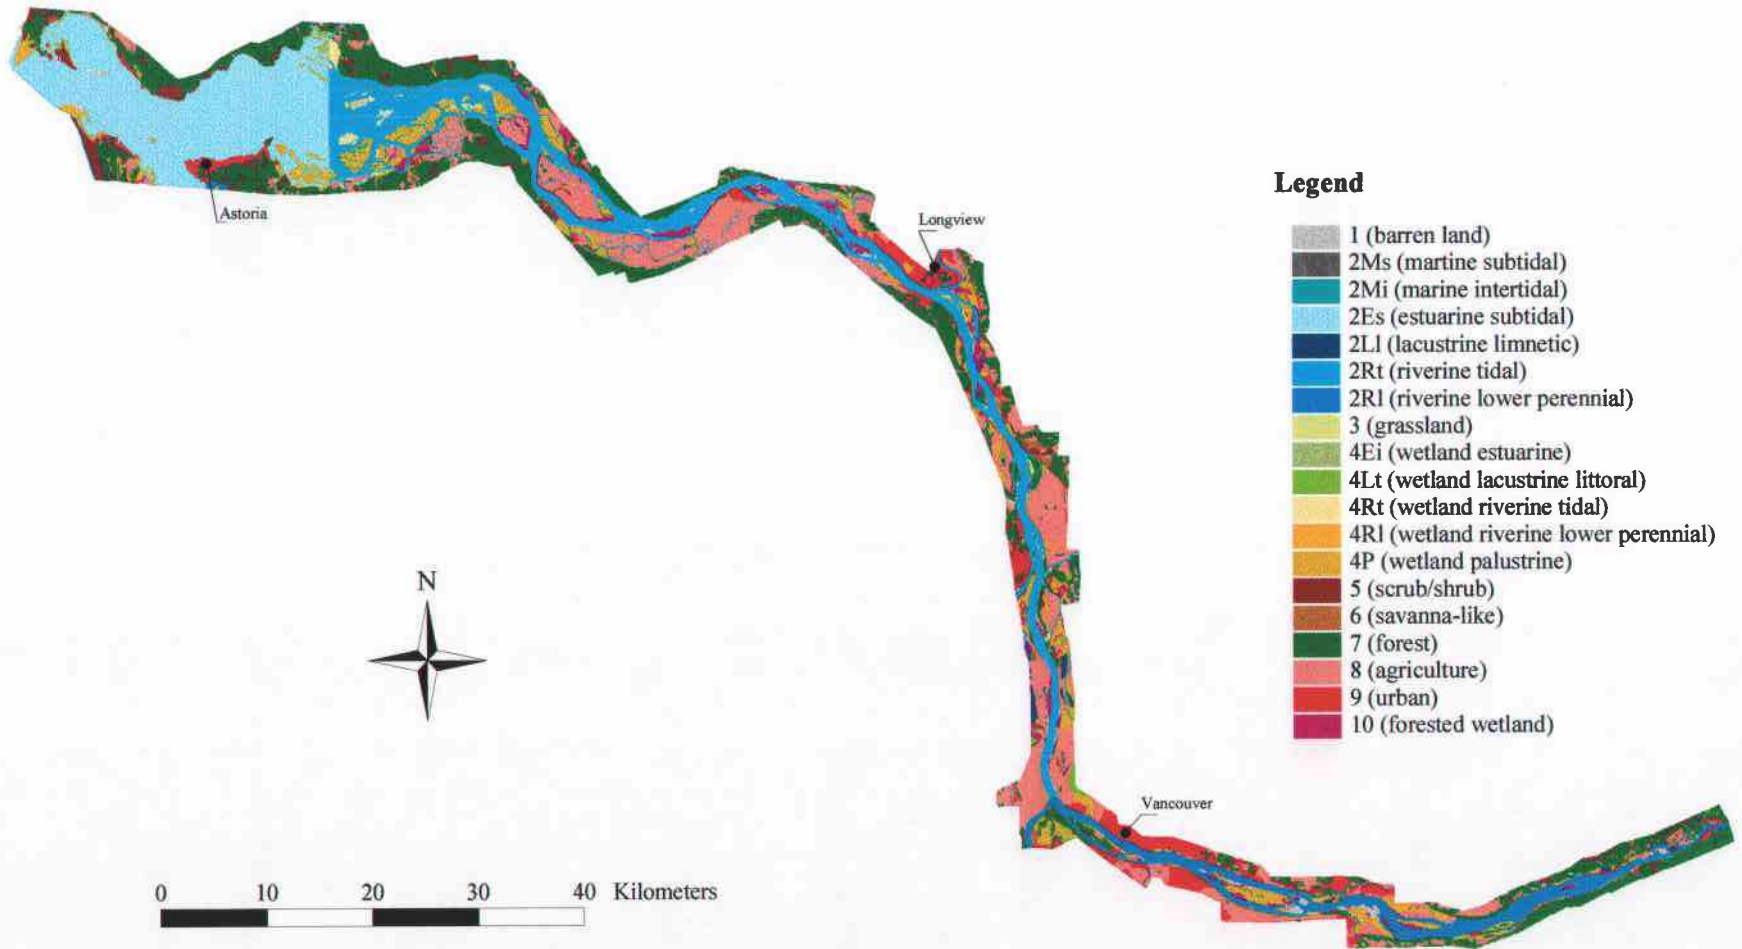 Astoria
Longview
Vancouver
N
0 10 20 30 40 Kilometers
Legend
1 (barren land)
2Ms (martine subtidal)
2Mi (marine intertidal)
2Es (estuarine subtidal)
2Ll (lacustrine limnetic)
2Rt (riverine tidal)
2Rl (riverine lower perennial)
3 (grassland)
4Ei (wetland estuarine)
4Lt (wetland lacustrine littoral)
4Rt (wetland riverine tidal)
4Rl (wetland riverine lower perennial)
4P (wetland palustrine)
5 (scrub/shrub)
6 (savanna-like)
7 (forest)
8 (agriculture)
9 (urban)
10 (forested wetland)